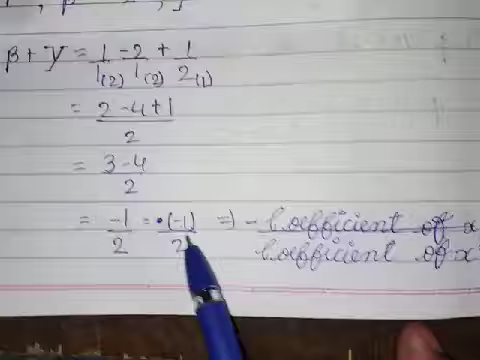 β + γ = 1/1(2) - 2/1(2) + 1/2(1)
= 2 - 4 + 1 / 2
= 3 - 4 / 2
= -1/2 = (-1)/2 ⇒ - Coefficient of x / Coefficient of x